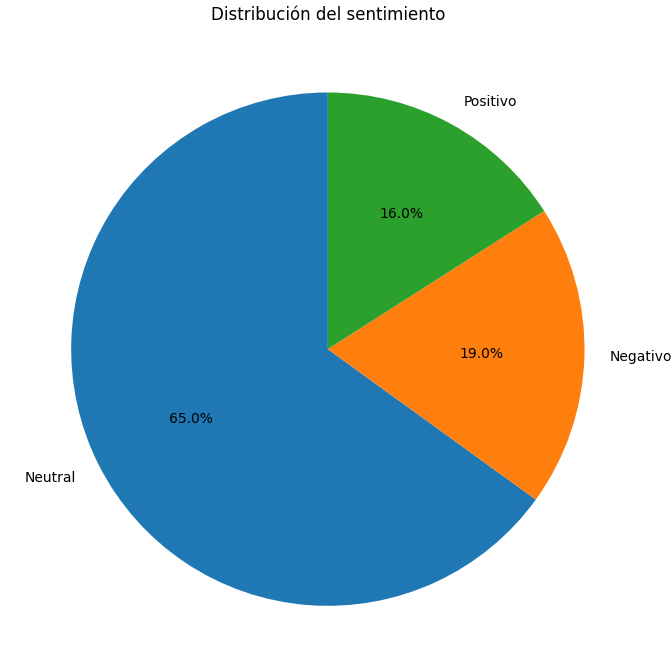 Distribución del sentimiento
Positivo
16.0%
19.0%
Negativo
65.0%
Neutral